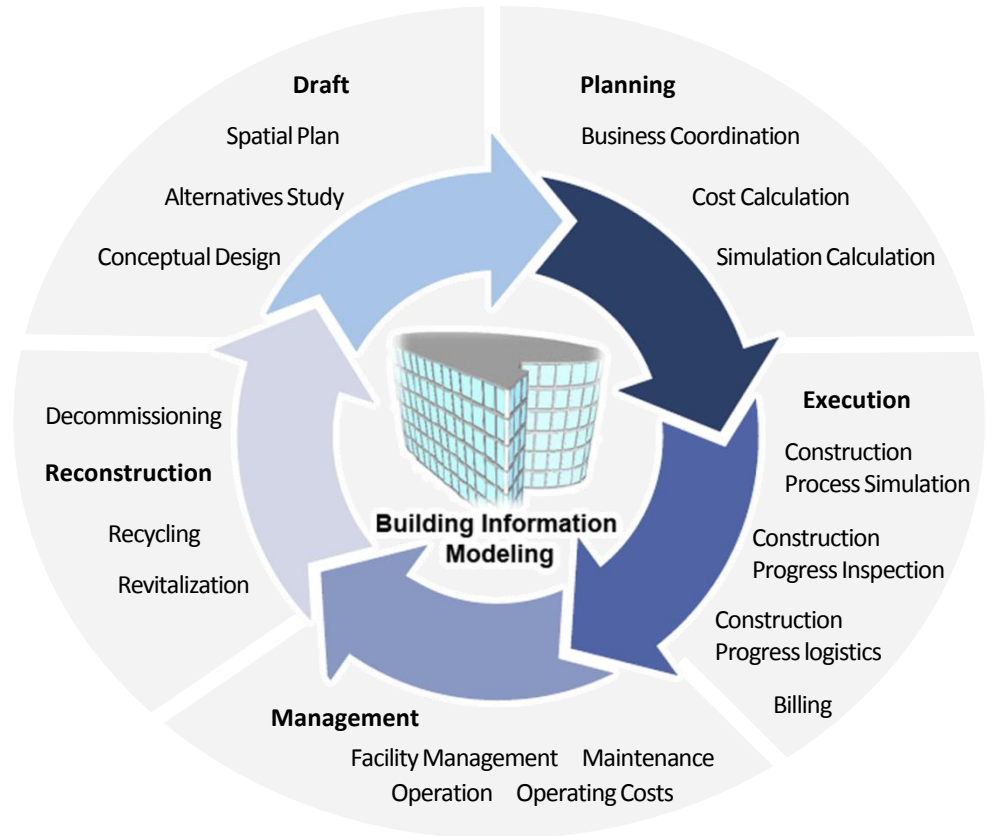 Draft
Spatial Plan
Alternatives Study
Conceptual Design
Planning
Business Coordination
Cost Calculation
Simulation Calculation
Execution
Construction
Process Simulation
Construction
Progress Inspection
Construction
Progress logistics
Billing
Management
Facility Management Maintenance
Operation Operating Costs
Decommissioning
Reconstruction
Recycling
Revitalization
Building Information
Modeling